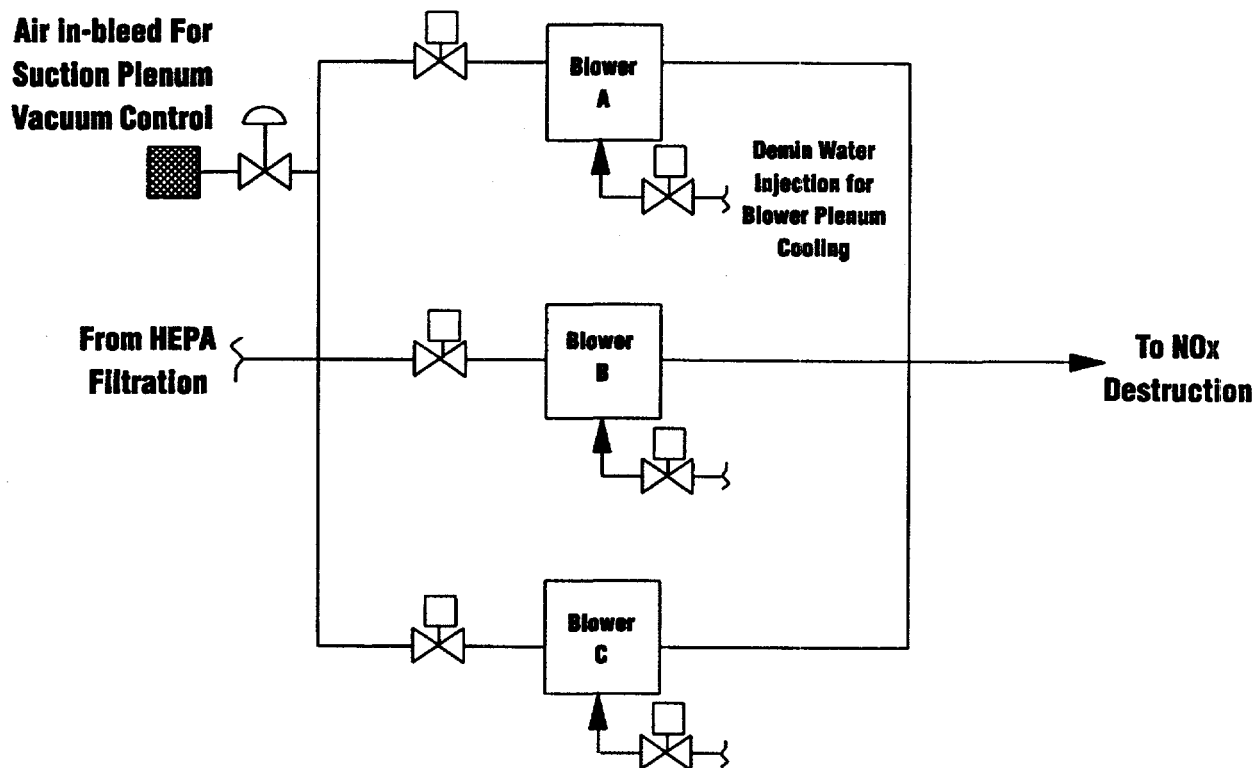 Air in-bleed For
Suction Plenum
Vacuum Control
Blower
A
Demin Water
Injection for
Blower Plenum
Cooling
From HEPA
Filtration
Blower
B
To NOx
Destruction
Blower
C